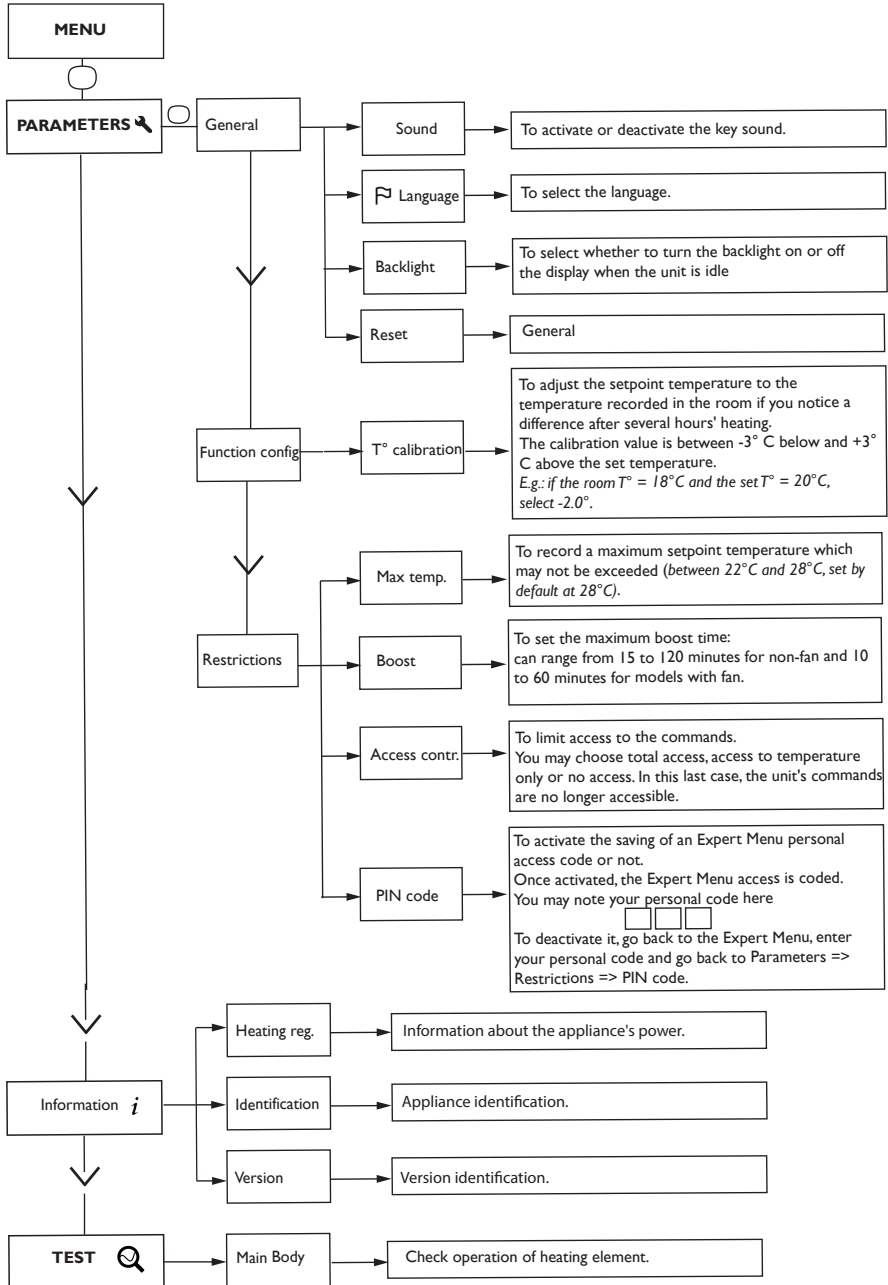 MENU
PARAMETERS
General
Sound
To activate or deactivate the key sound.
Language
To select the language.
Backlight
To select whether to turn the backlight on or off
the display when the unit is idle
Reset
General
Function config
T° calibration
To adjust the setpoint temperature to the
temperature recorded in the room if you notice a
difference after several hours' heating.
The calibration value is between -3° C below and +3°
C above the set temperature.
E.g.: if the room T° = 18°C and the set T° = 20°C,
select -2.0°.
Restrictions
Max temp.
To record a maximum setpoint temperature which
may not be exceeded (between 22°C and 28°C, set by
default at 28°C).
Boost
To set the maximum boost time:
can range from 15 to 120 minutes for non-fan and 10
to 60 minutes for models with fan.
Access contr.
To limit access to the commands.
You may choose total access, access to temperature
only or no access. In this last case, the unit's commands
are no longer accessible.
PIN code
To activate the saving of an Expert Menu personal
access code or not.
Once activated, the Expert Menu access is coded.
You may note your personal code here
To deactivate it, go back to the Expert Menu, enter
your personal code and go back to Parameters =>
Restrictions => PIN code.
Information i
Heating reg.
Information about the appliance's power.
Identification
Appliance identification.
Version
Version identification.
TEST
Main Body
Check operation of heating element.